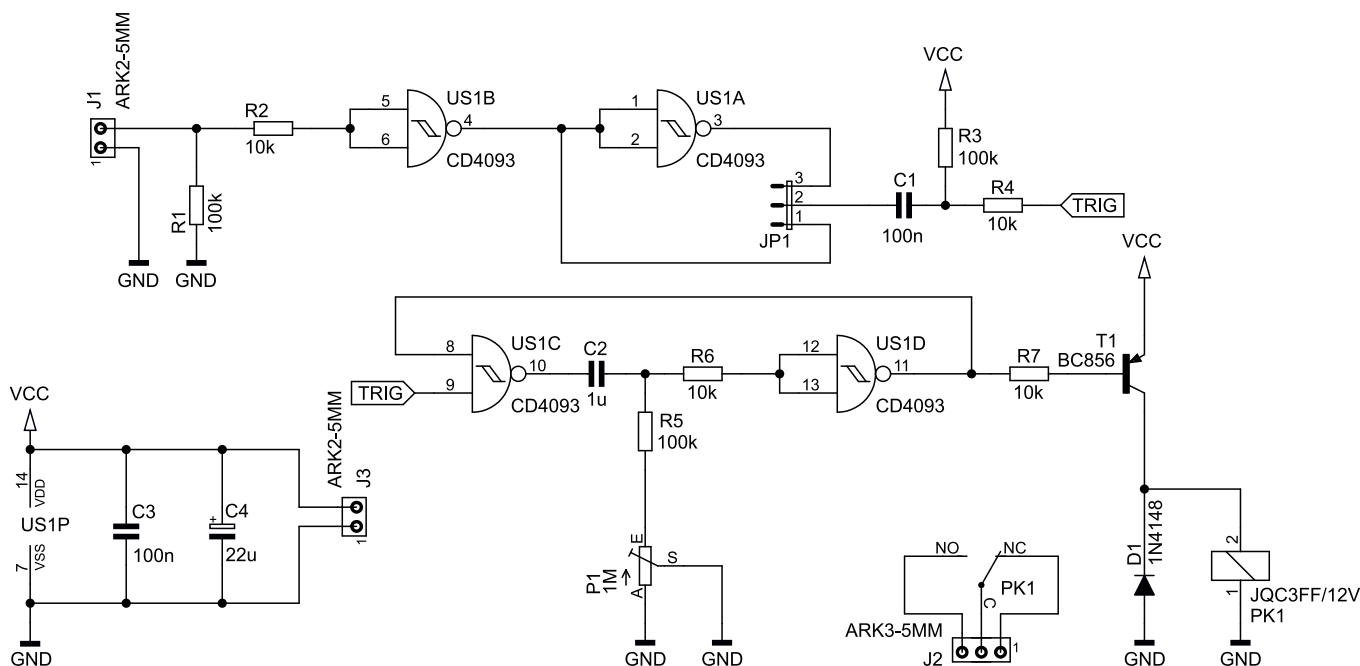 J1
ARK2-5MM
1
R2
10k
R1
100k
GND
GND
5
6
US1B
4
CD4093
1
2
US1A
3
CD4093
3
2
1
JP1
C1
100n
VCC
R3
100k
R4
10k
TRIG
8
9
TRIG
US1C
10
CD4093
C2
1u
R6
10k
R5
100k
12
13
US1D
11
CD4093
R7
10k
VCC
T1
BC856
VCC
14
VDD
US1P
7
VSS
GND
C3
100n
+
C4
22u
ARK2-5MM
J3
1
E
S
P1
1M
A
GND
GND
NO
NC
C
PK1
ARK3-5MM
J2
1
D1
1N4148
GND
2
1
JQC3FF/12V
PK1
GND